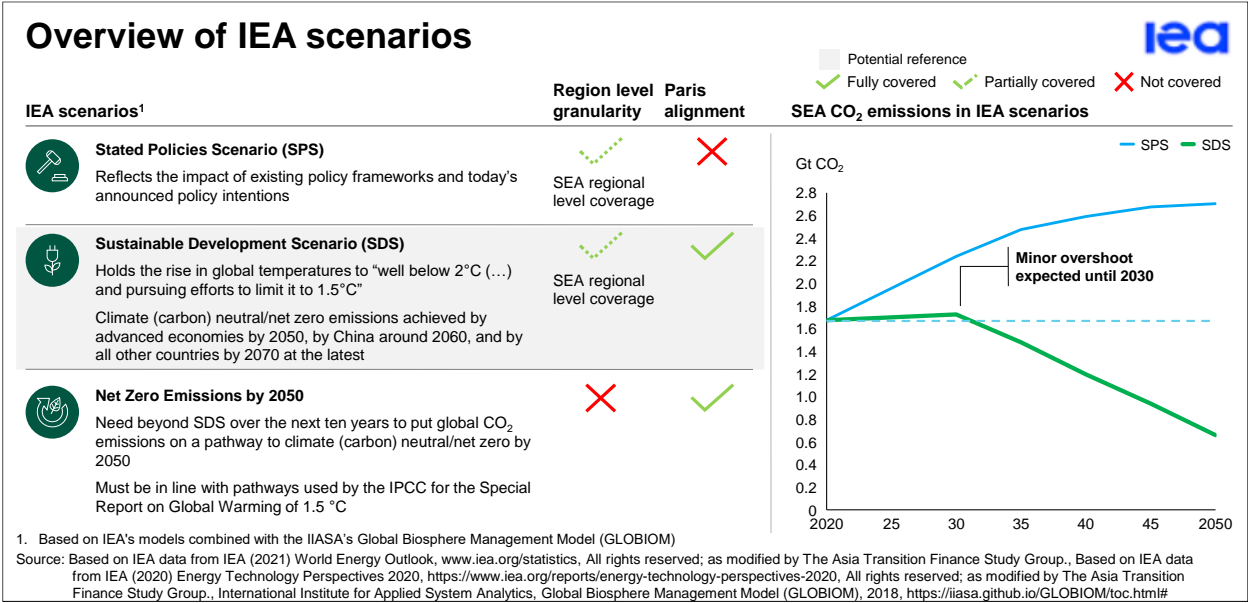 Overview of IEA scenarios
iea
Potential reference
Fully covered
Partially covered
Not covered
IEA scenarios1
Region level
granularity
Paris
alignment
SEA CO2 emissions in IEA scenarios
Stated Policies Scenario (SPS)
Reflects the impact of existing policy frameworks and today's
announced policy intentions
SEA regional
level coverage
Sustainable Development Scenario (SDS)
Holds the rise in global temperatures to “well below 2°C (…)
and pursuing efforts to limit it to 1.5°C”
Climate (carbon) neutral/net zero emissions achieved by
advanced economies by 2050, by China around 2060, and by
all other countries by 2070 at the latest
SEA regional
level coverage
Net Zero Emissions by 2050
Need beyond SDS over the next ten years to put global CO2
emissions on a pathway to climate (carbon) neutral/net zero by
2050
Must be in line with pathways used by the IPCC for the Special
Report on Global Warming of 1.5 °C
SPS
SDS
Gt CO2
2.8
2.6
2.4
2.2
2.0
1.8
1.6
1.4
1.2
1.0
0.8
0.6
0.4
0.2
0
2020 25 30 35 40 45 2050
Minor overshoot
expected until 2030
1. Based on IEA's models combined with the IIASA's Global Biosphere Management Model (GLOBIOM)
Source: Based on IEA data from IEA (2021) World Energy Outlook, www.iea.org/statistics, All rights reserved; as modified by The Asia Transition Finance Study Group., Based on IEA data
from IEA (2020) Energy Technology Perspectives 2020, https://www.iea.org/reports/energy-technology-perspectives-2020, All rights reserved; as modified by The Asia Transition
Finance Study Group., International Institute for Applied System Analytics, Global Biosphere Management Model (GLOBIOM), 2018, https://iiasa.github.io/GLOBIOM/toc.html#